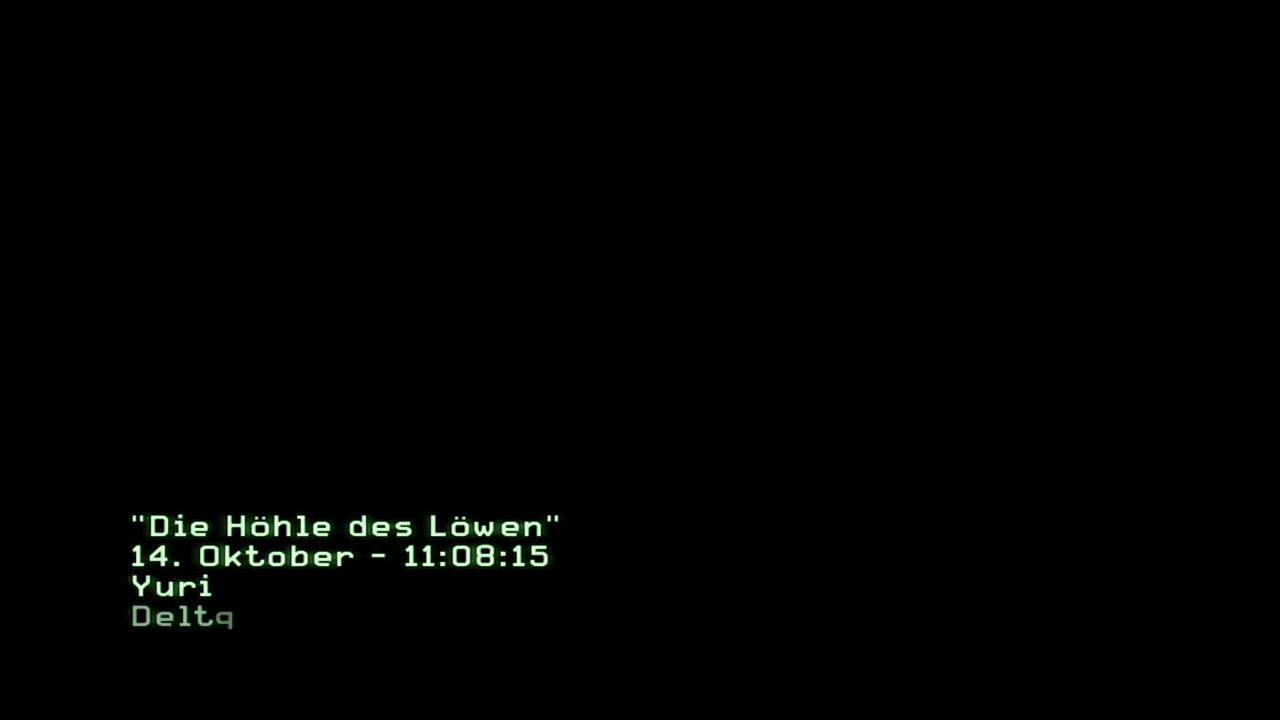 "Die Höhle des Löwen"
14. Oktober - 11:08:15
Yuri
Deltq